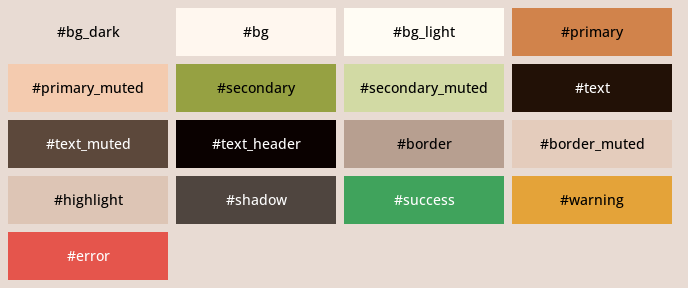 #bg_dark
#bg
#bg_light
#primary
#primary_muted
#secondary
#secondary_muted
#text
#text_muted
#text_header
#border
#border_muted
#highlight
#shadow
#success
#warning
#error